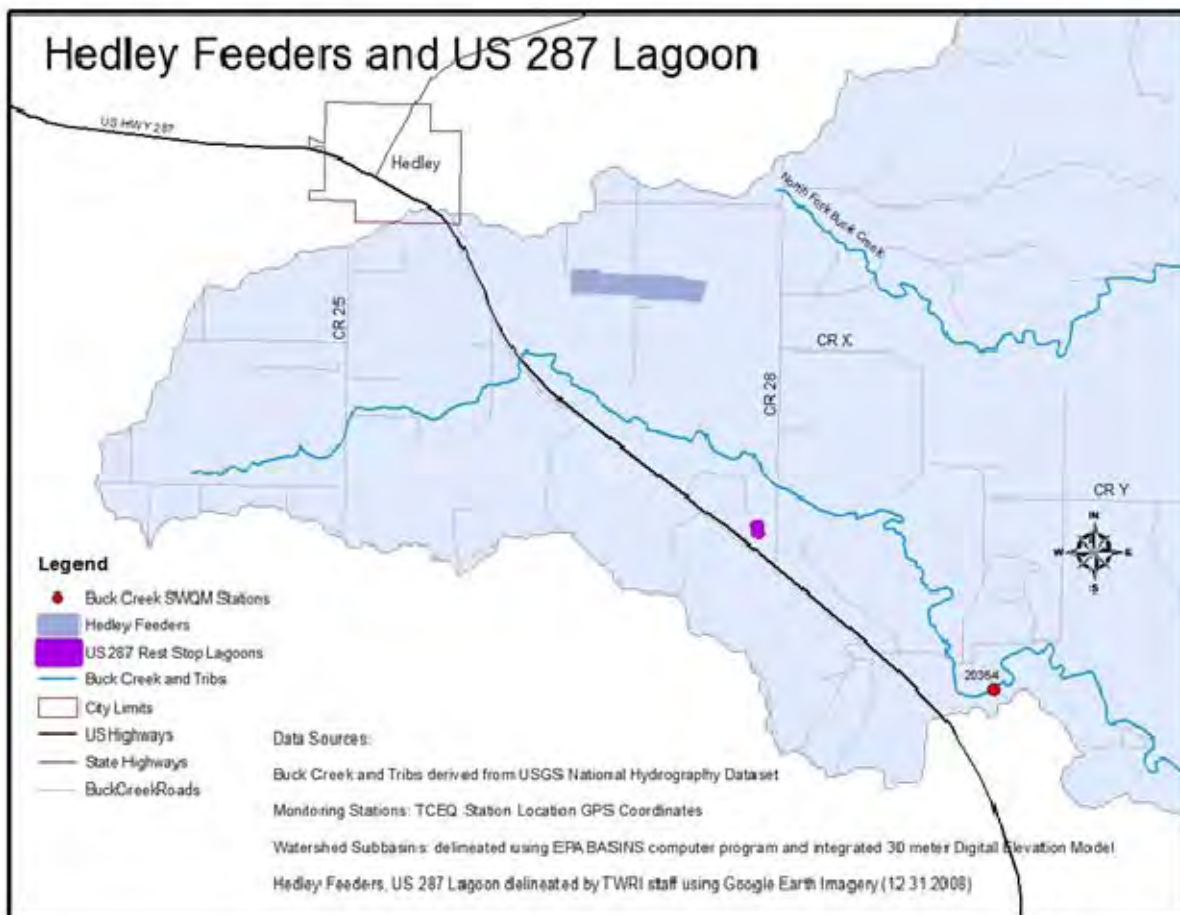 Hedley Feeders and US 287 Lagoon
US HWY 287
Hedley
North Fork Buck Creek
CR 25
CR X
CR 28
CR Y
N
W
E
S
20364
Legend
Buck Creek SWQM Stations
Hedley Feeders
US 287 Rest Stop Lagoons
Buck Creek and Tribs
City Limits
US Highways
State Highways
BuckCreekRoads
Data Sources:
Buck Creek and Tribs derived from USGS National Hydrography Dataset
Monitoring Stations: TCEQ Station Location GPS Coordinates
Watershed Subbasins: delineated using EPA BASINS computer program and integrated 30 meter Digital Elevation Model
Hedley Feeders, US 287 Lagoon delineated by TWRI staff using Google Earth Imagery (12.31.2008)